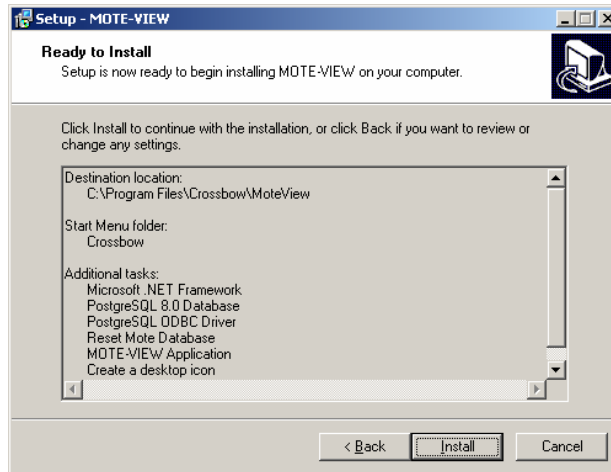 Setup - MOTE-VIEW
Ready to Install
Setup is now ready to begin installing MOTE-VIEW on your computer.
Click Install to continue with the installation, or click Back if you want to review or
change any settings.
Destination location:
C:\Program Files\Crossbow\MoteView
Start Menu folder:
Crossbow
Additional tasks:
Microsoft .NET Framework
PostgreSQL 8.0 Database
PostgreSQL ODBC Driver
Reset Mote Database
MOTE-VIEW Application
Create a desktop icon
< Back
Install
Cancel